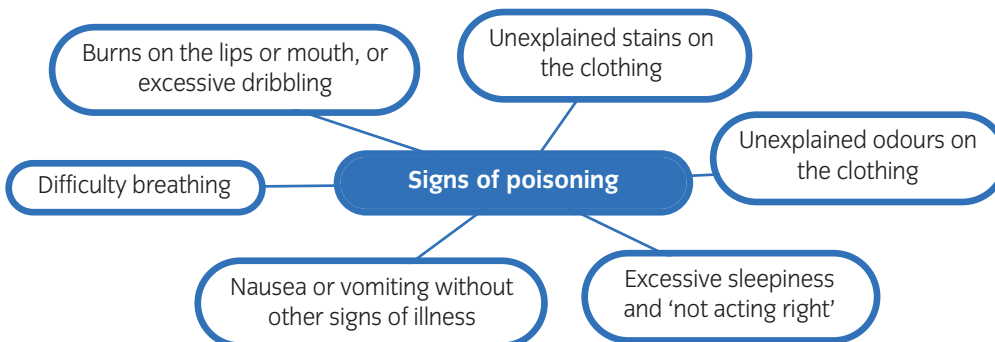 Burns on the lips or mouth, or
excessive dribbling
Unexplained stains on
the clothing
Unexplained odours on
the clothing
Difficulty breathing
Signs of poisoning
Nausea or vomiting without
other signs of illness
Excessive sleepiness
and ‘not acting right’